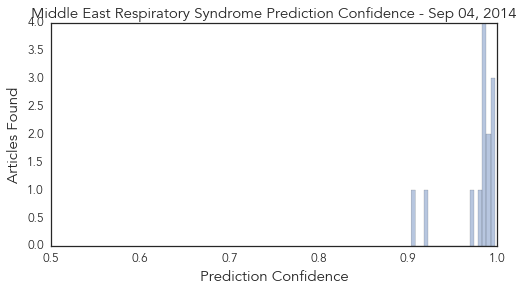 Middle East Respiratory Syndrome Prediction Confidence - Sep 04, 2014
4.0
3.5
3.0
2.5
2.0
1.5
1.0
0.5
0.0
Articles Found
0.5 0.6 0.7 0.8 0.9 1.0
Prediction Confidence